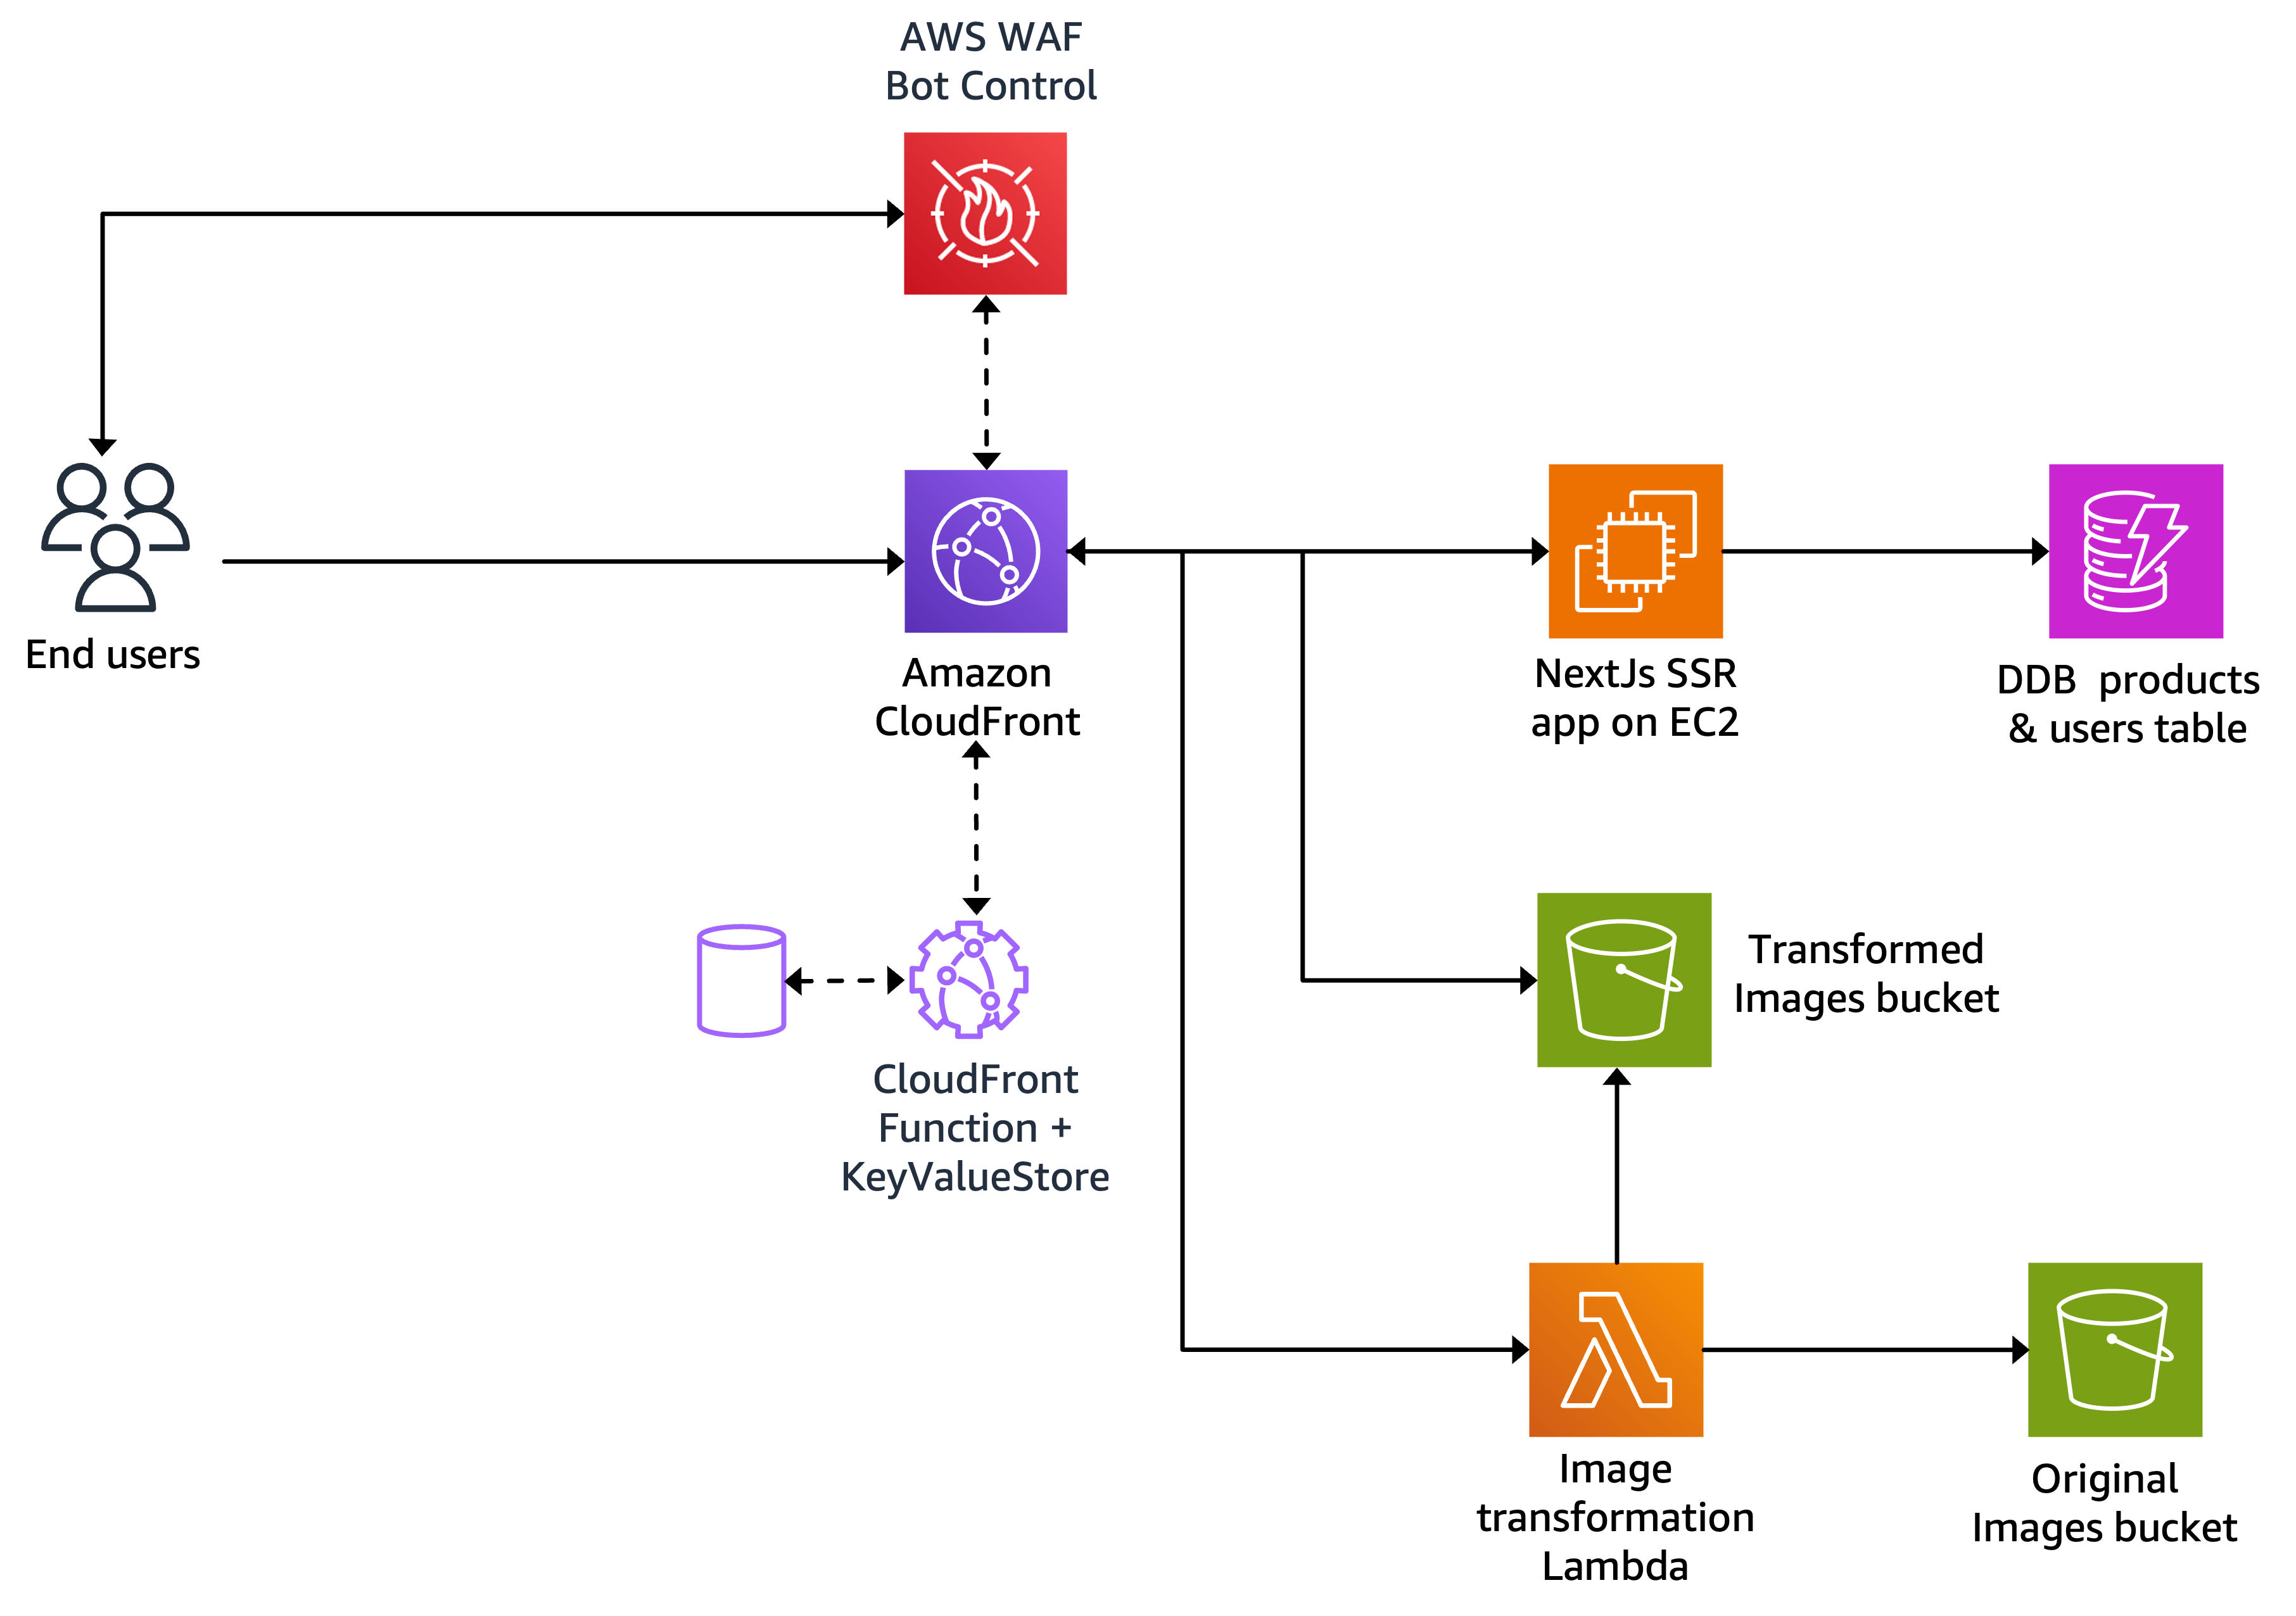 AWS WAF
Bot Control
End users
Amazon
CloudFront
NextJs SSR
app on EC2
DDB  products
& users table
CloudFront
Function +
KeyValueStore
Transformed
Images bucket
Image
transformation
Lambda
Original
Images bucket